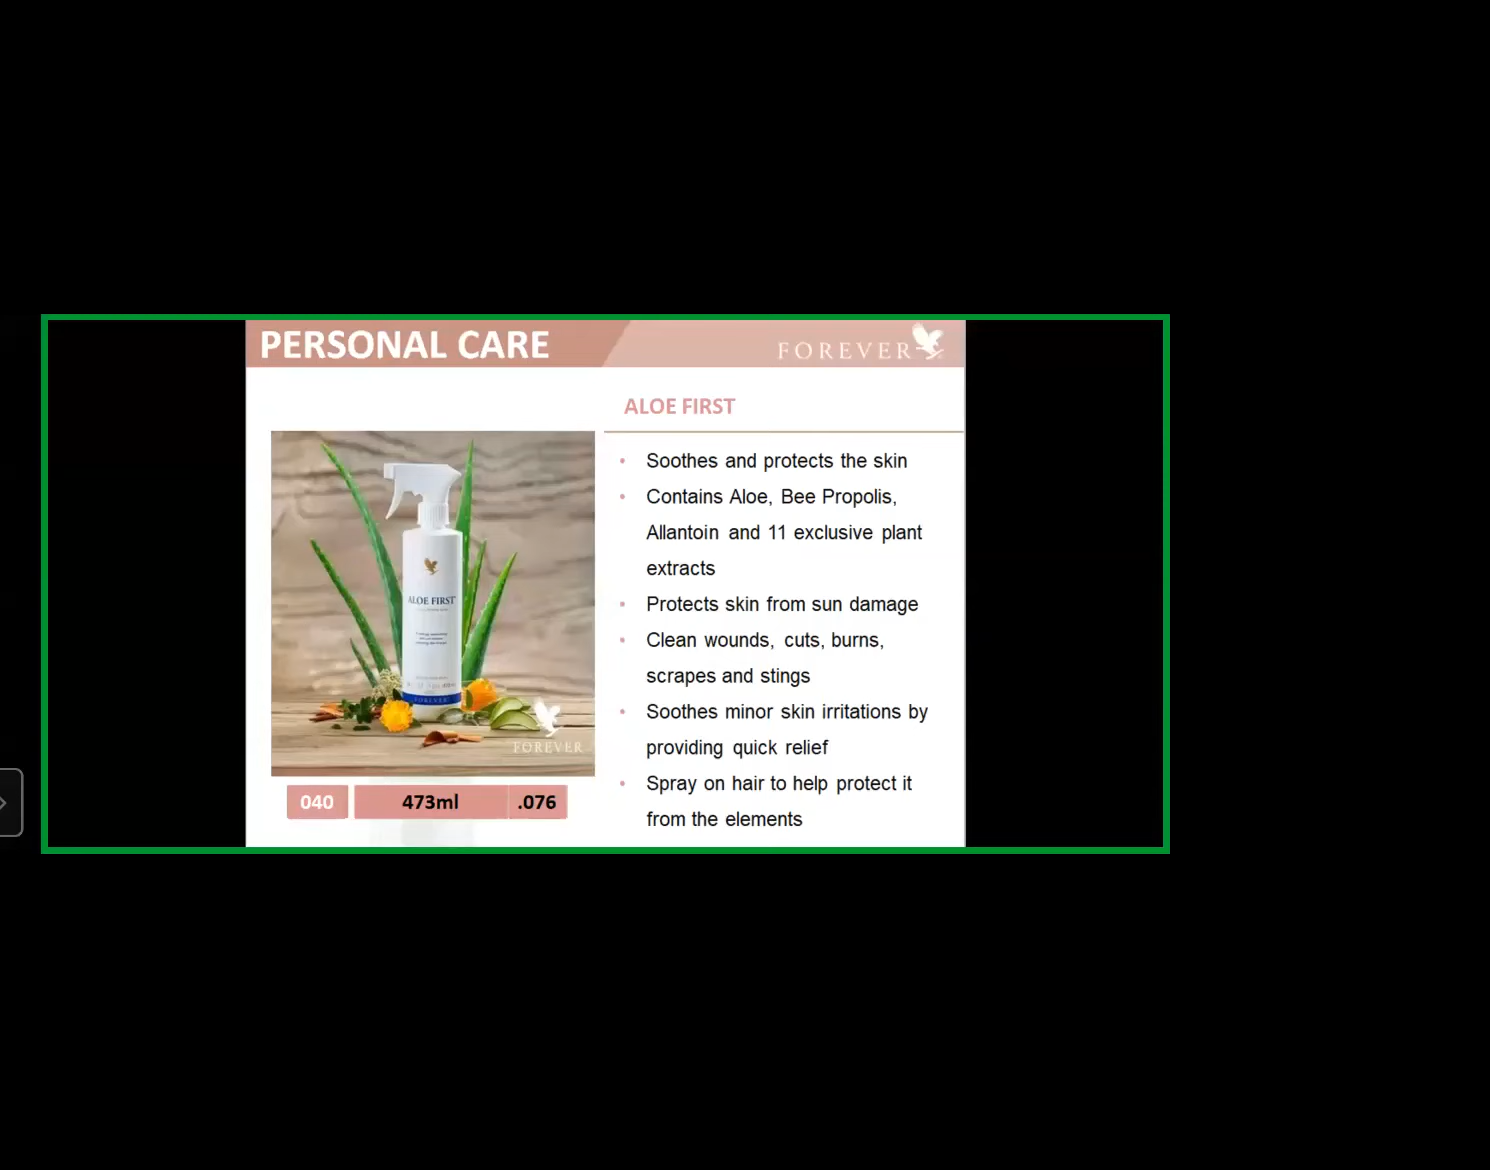 PERSONAL CARE
FOREVER
ALOE FIRST
• Soothes and protects the skin
• Contains Aloe, Bee Propolis,
Allantoin and 11 exclusive plant
extracts
• Protects skin from sun damage
• Clean wounds, cuts, burns,
scrapes and stings
• Soothes minor skin irritations by
providing quick relief
• Spray on hair to help protect it
from the elements
ALOE FIRST
FOREVER
FOREVER
040 473ml .076